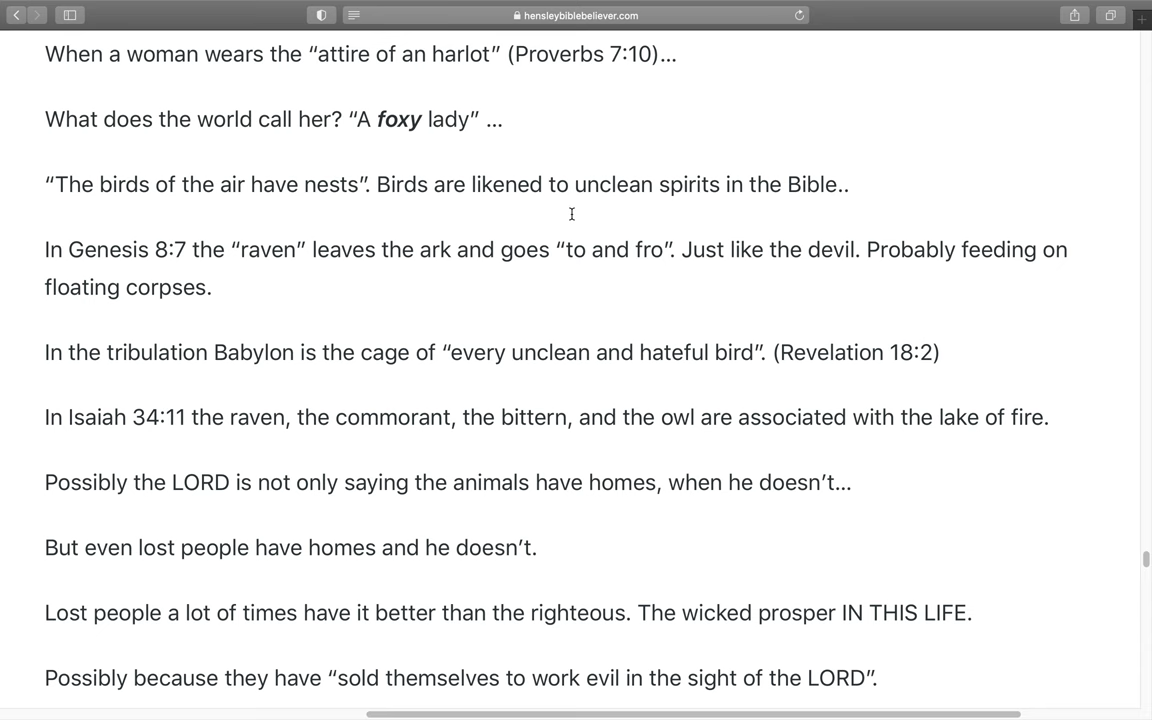 hensleybiblebeliever.com
When a woman wears the “attire of an harlot” (Proverbs 7:10)...
What does the world call her? “A foxy lady” ...
“The birds of the air have nests”. Birds are likened to unclean spirits in the Bible..
In Genesis 8:7 the “raven” leaves the ark and goes “to and fro”. Just like the devil. Probably feeding on
floating corpses.
In the tribulation Babylon is the cage of “every unclean and hateful bird”. (Revelation 18:2)
In Isaiah 34:11 the raven, the commorant, the bittern, and the owl are associated with the lake of fire.
Possibly the LORD is not only saying the animals have homes, when he doesn’t...
But even lost people have homes and he doesn’t.
Lost people a lot of times have it better than the righteous. The wicked prosper IN THIS LIFE.
Possibly because they have “sold themselves to work evil in the sight of the LORD”.